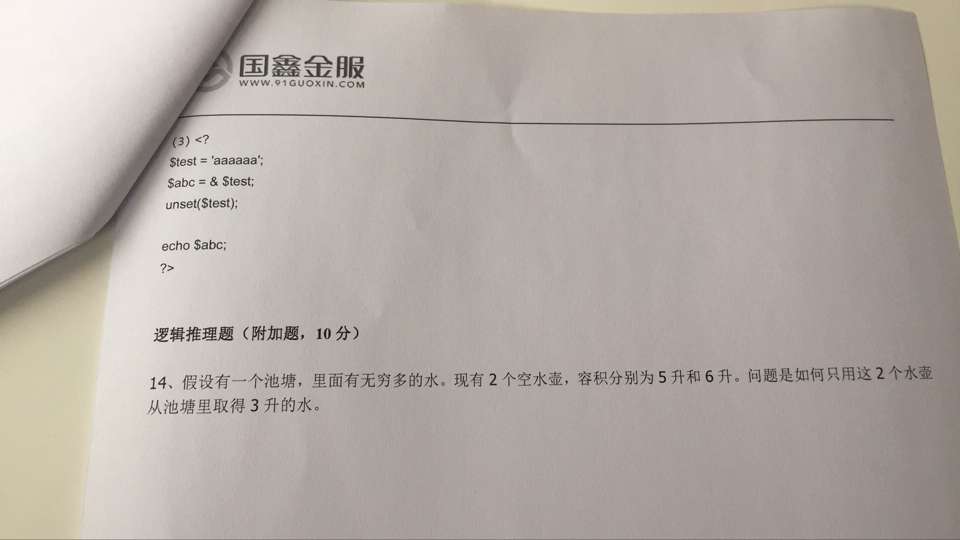 国鑫金服
WWW.91GUOXIN.COM
（3）<?
$test = 'aaaaaa';
$abc = & $test;
unset($test);
echo $abc;
?>
逻辑推理题（附加题，10 分）
14、假设有一个池塘，里面有无穷多的水。现有 2 个空水壶，容积分别为 5 升和 6 升。问题是如何只用这 2 个水壶
从池塘里取得 3 升的水。